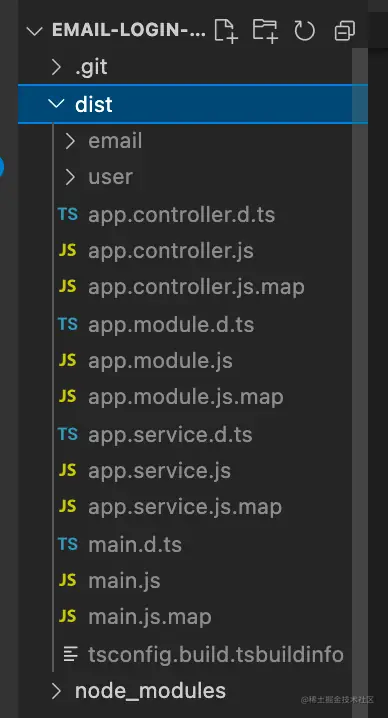 EMAIL-LOGIN-...
.git
dist
email
user
TS app.controller.d.ts
JS app.controller.js
JS app.controller.js.map
TS app.module.d.ts
JS app.module.js
JS app.module.js.map
TS app.service.d.ts
JS app.service.js
JS app.service.js.map
TS main.d.ts
JS main.js
JS main.js.map
tsconfig.build.tsbuildinfo
node_modules
@稀土掘金技术社区